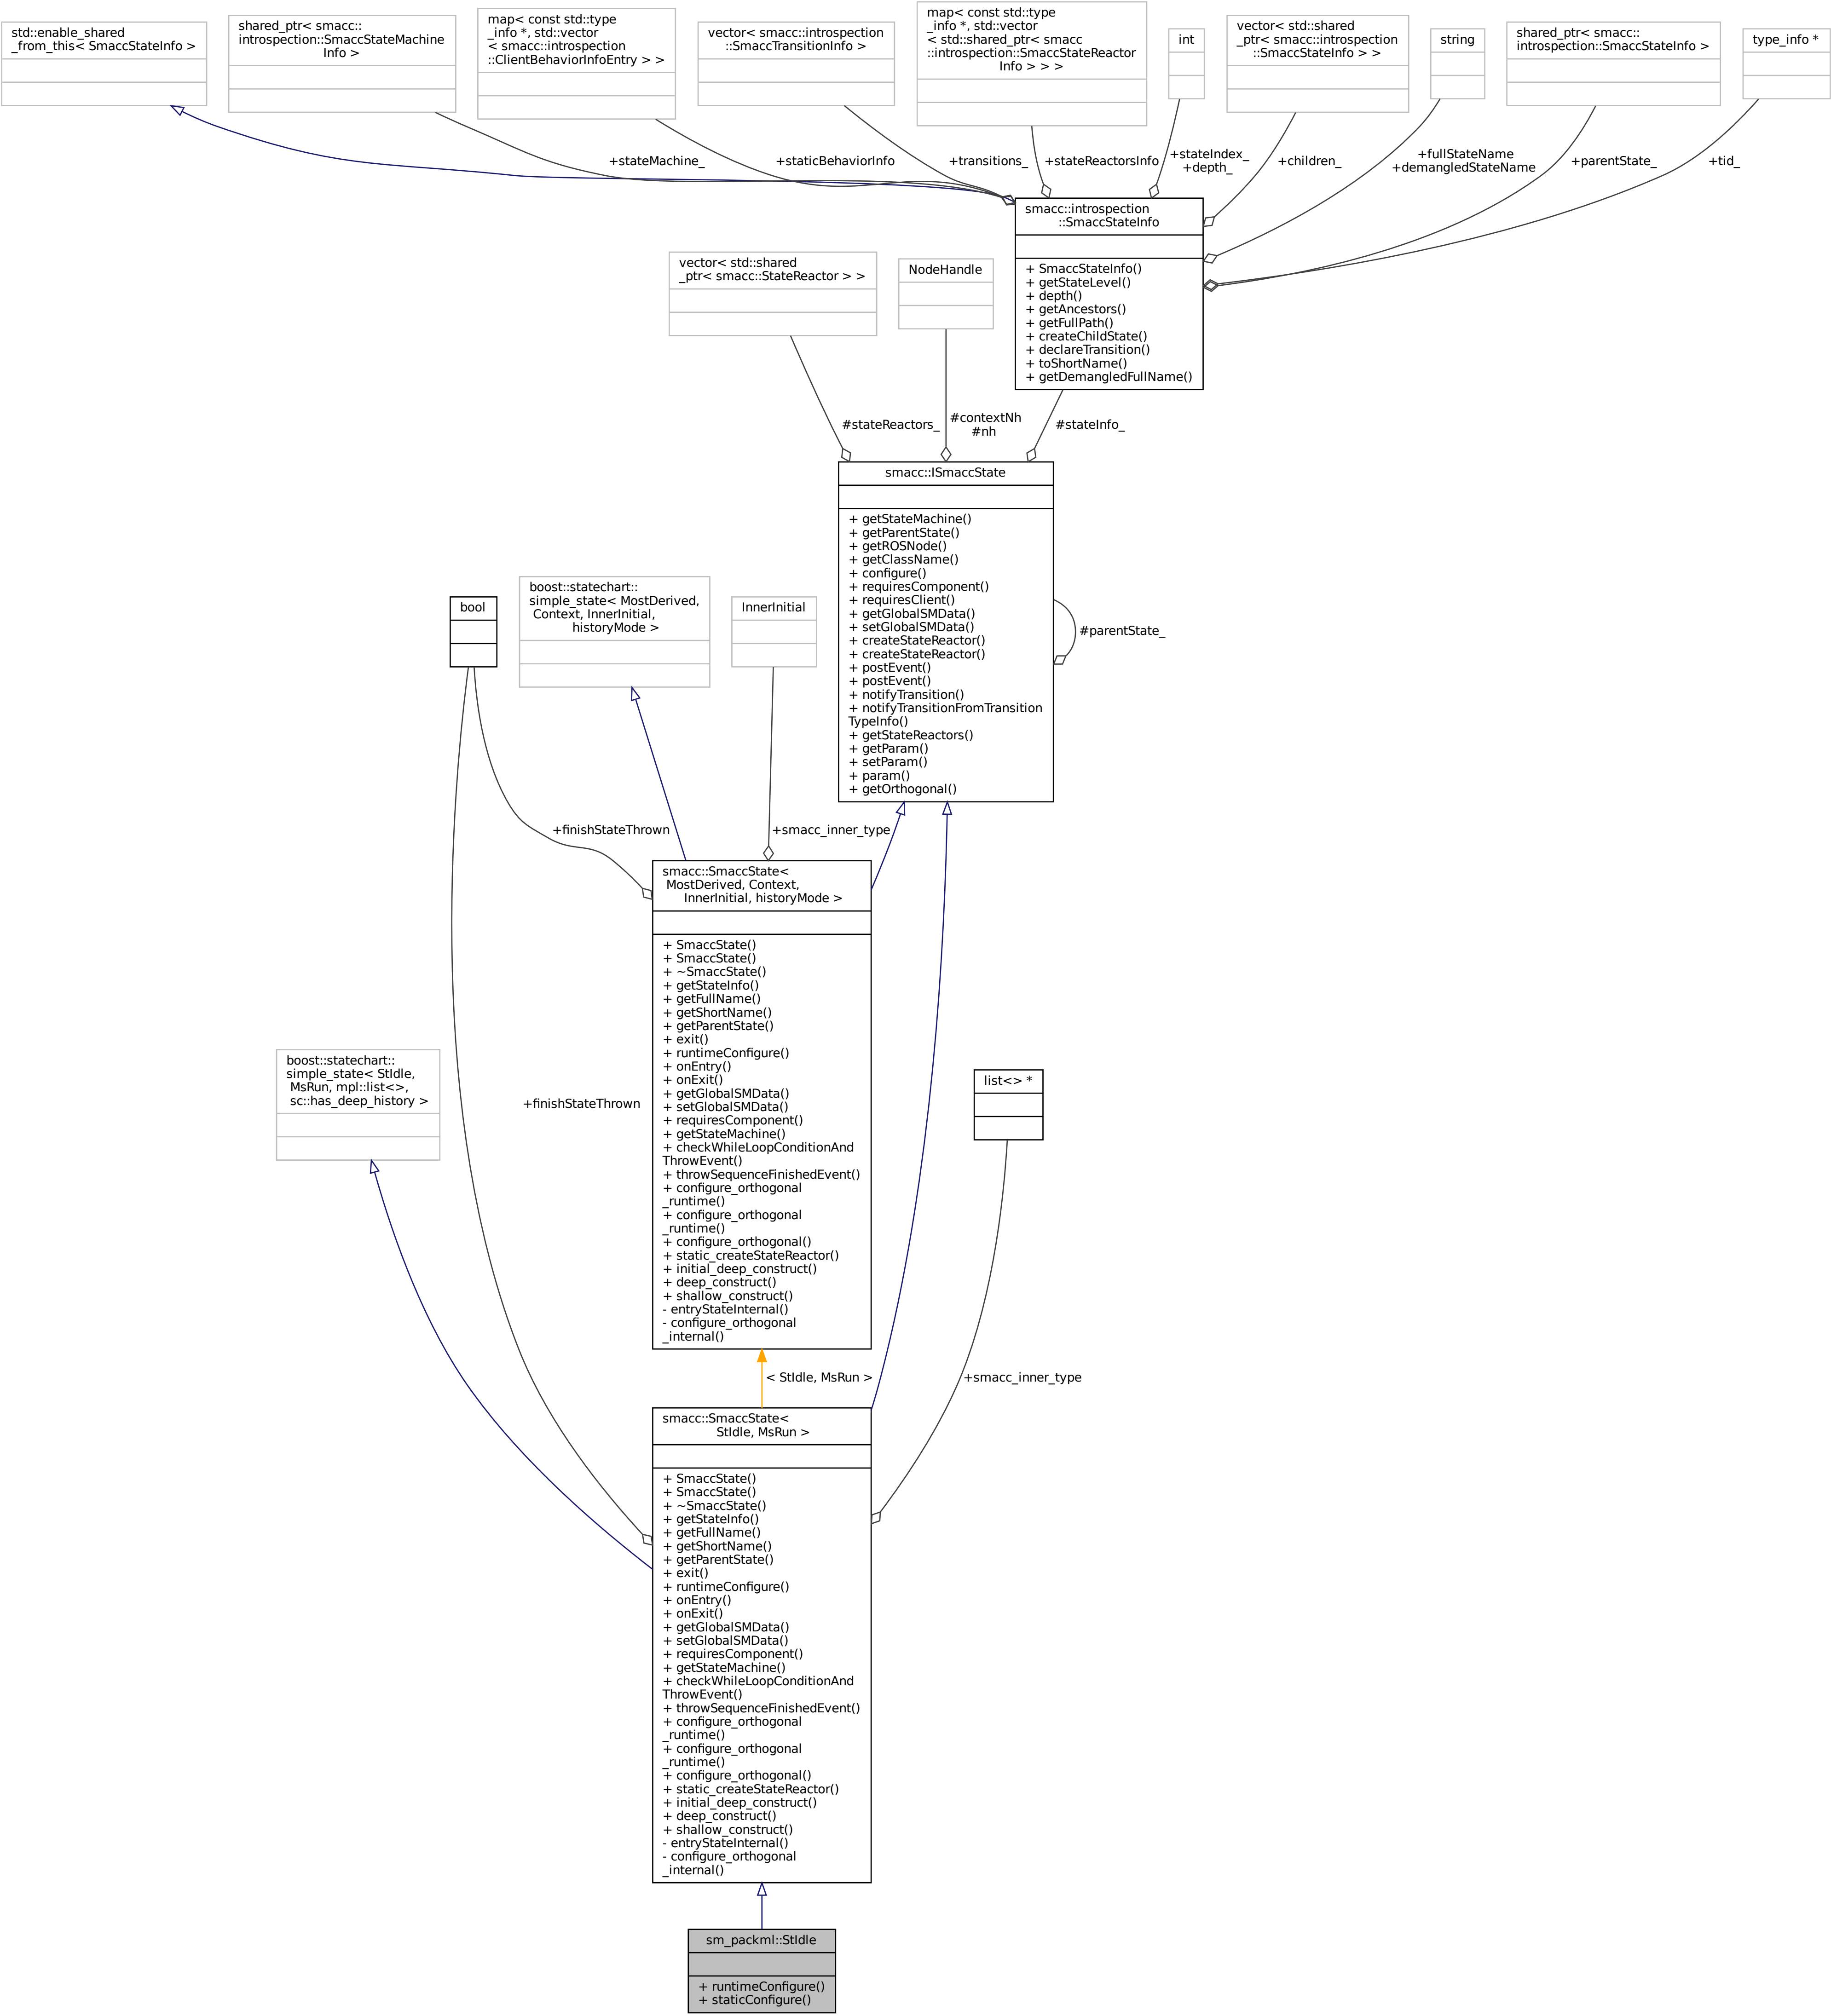 std::enable_shared
_from_this< SmaccStateInfo >
shared_ptr< smacc::
introspection::SmaccStateMachine
Info >
map< const std::type
_info *, std::vector
< smacc::introspection
::ClientBehaviorInfoEntry > >
vector< smacc::introspection
::SmaccTransitionInfo >
map< const std::type
_info *, std::vector
< std::shared_ptr< smacc
::introspection::SmaccStateReactor
Info > > >
int
vector< std::shared
_ptr< smacc::introspection
::SmaccStateInfo > >
string
shared_ptr< smacc::
introspection::SmaccStateInfo >
type_info *
+stateMachine_
+staticBehaviorInfo
+transitions_
+stateReactorsInfo
+stateIndex_
+depth_
+children_
+fullStateName
+demangledStateName
+parentState_
+tid_
smacc::introspection
::SmaccStateInfo
+ SmaccStateInfo()
+ getStateLevel()
+ depth()
+ getAncestors()
+ getFullPath()
+ createChildState()
+ declareTransition()
+ toShortName()
+ getDemangledFullName()
vector< std::shared
_ptr< smacc::StateReactor > >
NodeHandle
#stateReactors_
#contextNh
#nh
#stateInfo_
smacc::ISmaccState
+ getStateMachine()
+ getParentState()
+ getROSNode()
+ getClassName()
+ configure()
+ requiresComponent()
+ requiresClient()
+ getGlobalSMData()
+ setGlobalSMData()
+ createStateReactor()
+ createStateReactor()
+ postEvent()
+ postEvent()
+ notifyTransition()
+ notifyTransitionFromTransition
TypeInfo()
+ getStateReactors()
+ getParam()
+ setParam()
+ param()
+ getOrthogonal()
#parentState_
bool
boost::statechart::
simple_state< MostDerived,
Context, InnerInitial,
historyMode >
InnerInitial
+finishStateThrown
+smacc_inner_type
smacc::SmaccState<
MostDerived, Context,
InnerInitial, historyMode >
+ SmaccState()
+ SmaccState()
+ ~SmaccState()
+ getStateInfo()
+ getFullName()
+ getShortName()
+ getParentState()
+ exit()
+ runtimeConfigure()
+ onEntry()
+ onExit()
+ getGlobalSMData()
+ setGlobalSMData()
+ requiresComponent()
+ getStateMachine()
+ checkWhileLoopConditionAnd
ThrowEvent()
+ throwSequenceFinishedEvent()
+ configure_orthogonal
_runtime()
+ configure_orthogonal
_runtime()
+ configure_orthogonal()
+ static_createStateReactor()
+ initial_deep_construct()
+ deep_construct()
+ shallow_construct()
- entryStateInternal()
- configure_orthogonal
_internal()
boost::statechart::
simple_state< StIdle,
MsRun, mpl::list<>,
sc::has_deep_history >
+finishStateThrown
list<> *
< StIdle, MsRun >
+smacc_inner_type
smacc::SmaccState<
StIdle, MsRun >
+ SmaccState()
+ SmaccState()
+ ~SmaccState()
+ getStateInfo()
+ getFullName()
+ getShortName()
+ getParentState()
+ exit()
+ runtimeConfigure()
+ onEntry()
+ onExit()
+ getGlobalSMData()
+ setGlobalSMData()
+ requiresComponent()
+ getStateMachine()
+ checkWhileLoopConditionAnd
ThrowEvent()
+ throwSequenceFinishedEvent()
+ configure_orthogonal
_runtime()
+ configure_orthogonal
_runtime()
+ configure_orthogonal()
+ static_createStateReactor()
+ initial_deep_construct()
+ deep_construct()
+ shallow_construct()
- entryStateInternal()
- configure_orthogonal
_internal()
sm_packml::StIdle
+ runtimeConfigure()
+ staticConfigure()